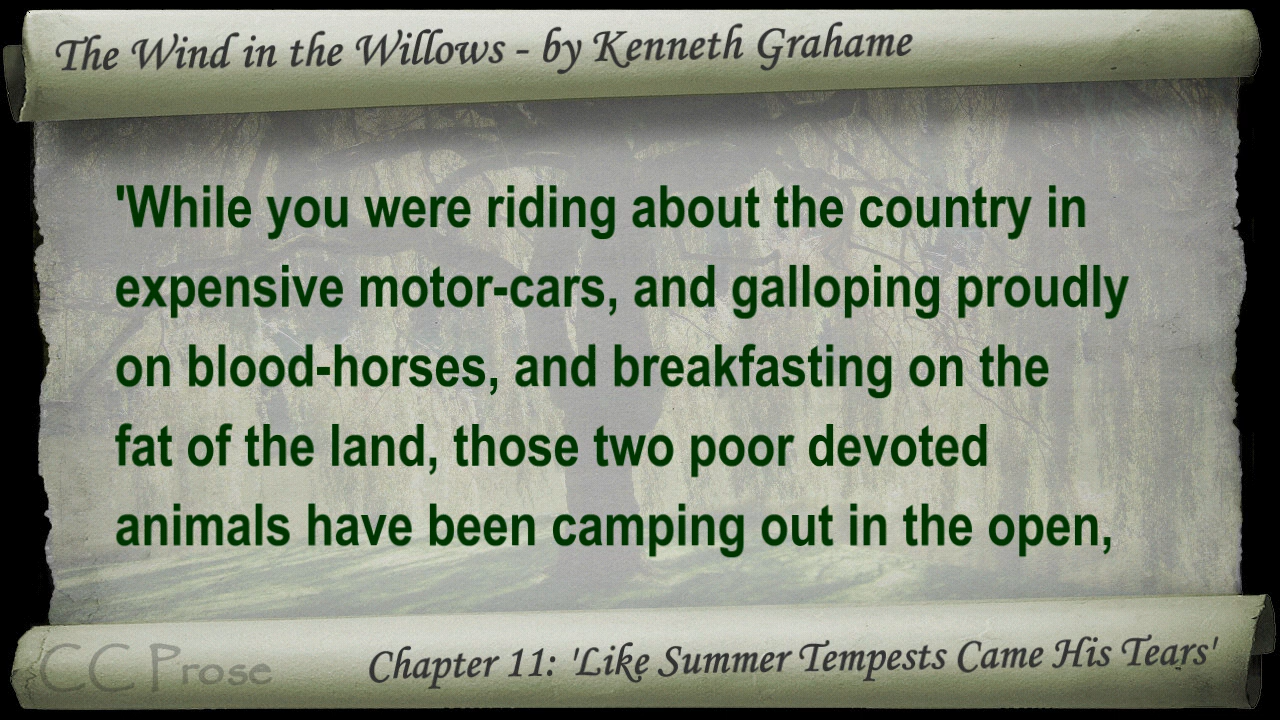 The Wind in the Willows - by Kenneth Grahame
'While you were riding about the country in
expensive motor-cars, and galloping proudly
on blood-horses, and breakfasting on the
fat of the land, those two poor devoted
animals have been camping out in the open,
CC Prose
Chapter 11: 'Like Summer Tempests Came His Tears'